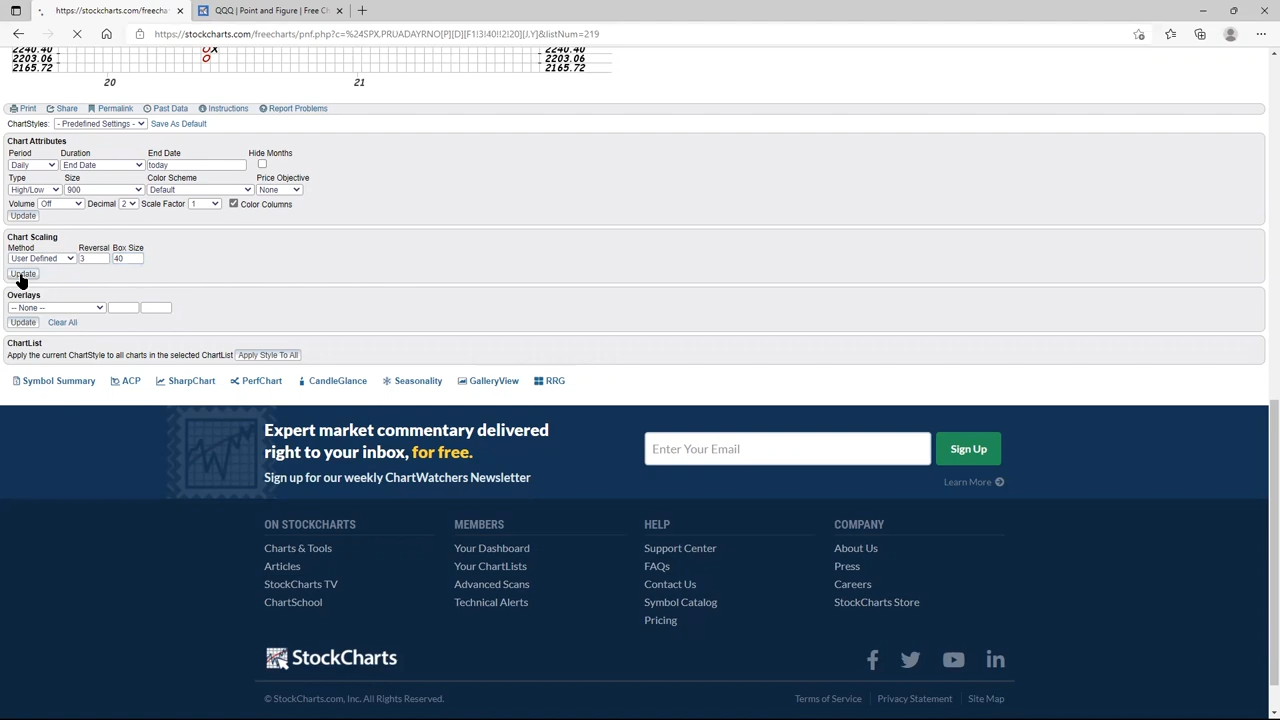 https://stockcharts.com/freecha
QQQ | Point and Figure | Free C
https://stockcharts.com/freecharts/pnf.php?c=%24SPX,PRUADAYRNO[P][D][F1!3!40!!2!20][J,Y]&listNum=219
2240.40 2240.40
2203.06 2203.06
2165.72 2165.72
20 21
Print Share Permalink Past Data Instructions Report Problems
ChartStyles: - Predefined Settings - Save As Default
Chart Attributes
Period Duration End Date Hide Months
Daily End Date today
Type Size Color Scheme Price Objective
High/Low 900 Default None
Volume Off Decimal 2 Scale Factor 1 Color Columns
Update
Chart Scaling
Method Reversal Box Size
User Defined 3 40
Update
Overlays
-- None --
Update Clear All
ChartList
Apply the current ChartStyle to all charts in the selected ChartList Apply Style To All
Symbol Summary ACP SharpChart PerfChart CandleGlance Seasonality GalleryView RRG
Expert market commentary delivered
right to your inbox, for free.
Enter Your Email Sign Up
Sign up for our weekly ChartWatchers Newsletter
Learn More
ON STOCKCHARTS MEMBERS HELP COMPANY
Charts & Tools Your Dashboard Support Center About Us
Articles Your ChartLists FAQs Press
StockCharts TV Advanced Scans Contact Us Careers
ChartSchool Technical Alerts Symbol Catalog StockCharts Store
Pricing
StockCharts
© StockCharts.com, Inc. All Rights Reserved. Terms of Service Privacy Statement Site Map